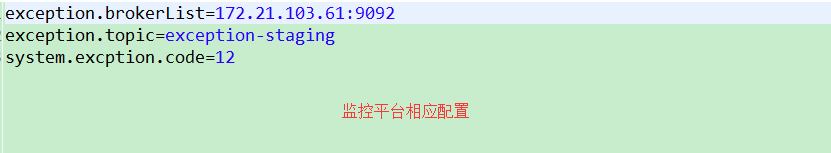 exception.brokerList=172.21.103.61:9092
exception.topic=exception-staging
system.excption.code=12
监控平台相应配置